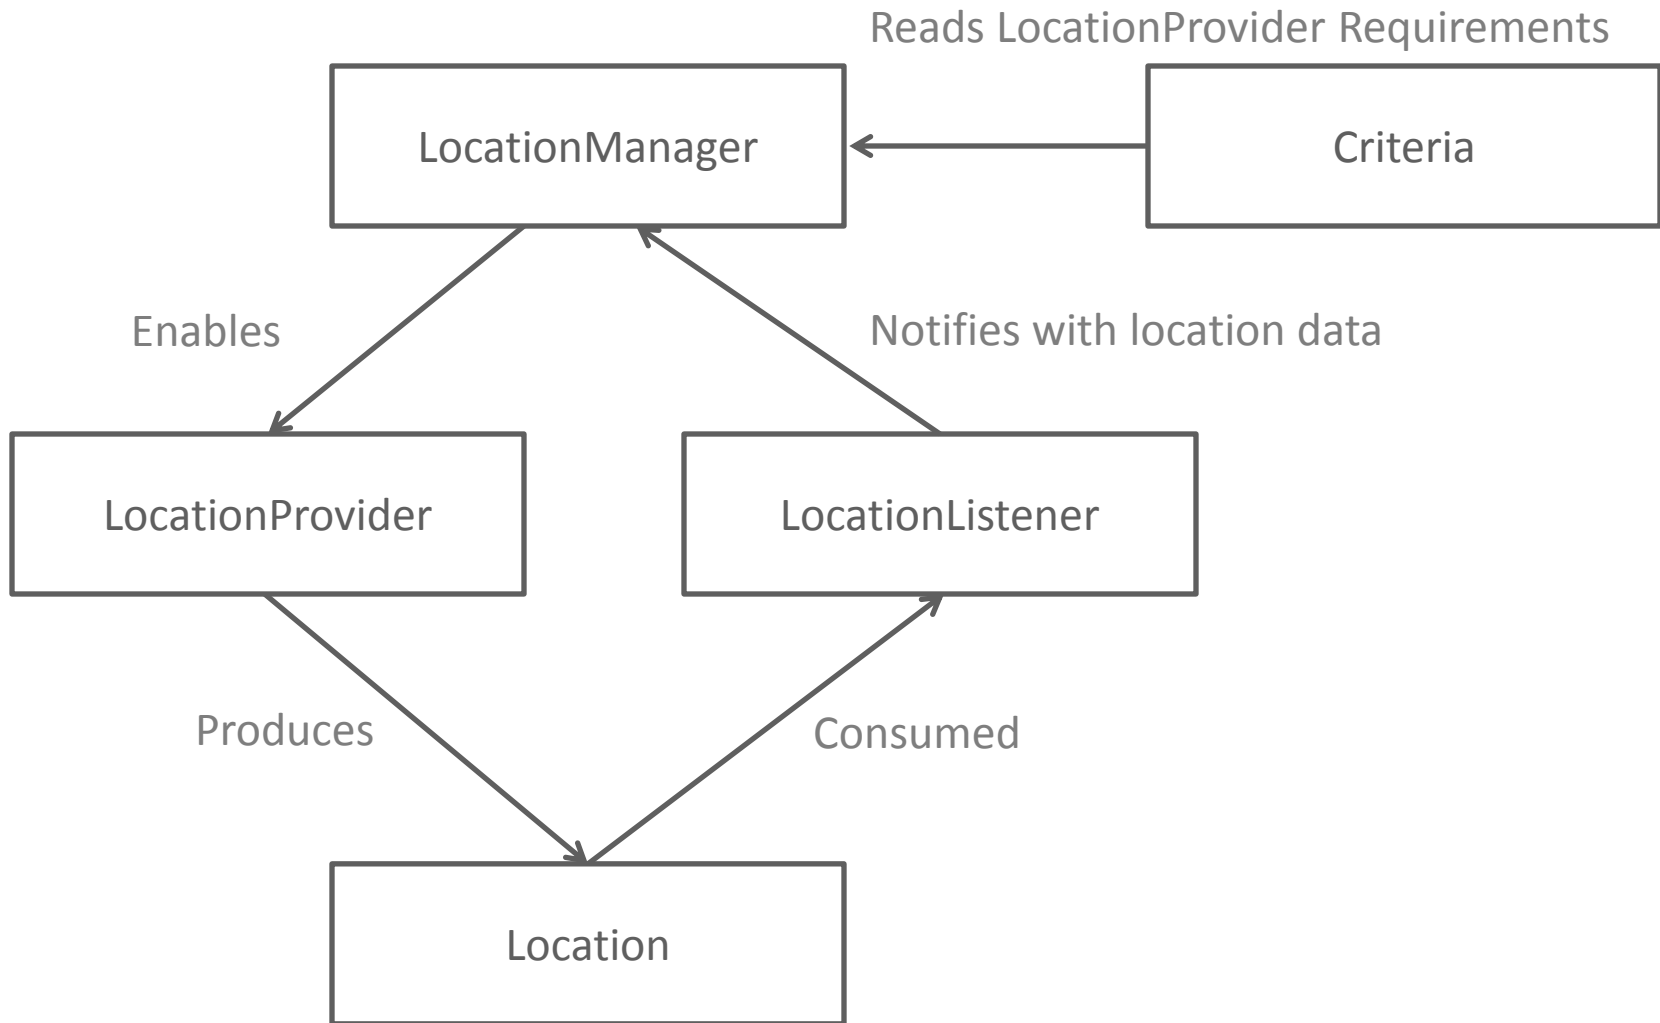 Reads LocationProvider Requirements
LocationManager
Criteria
Enables
Notifies with location data
LocationProvider
LocationListener
Produces
Consumed
Location